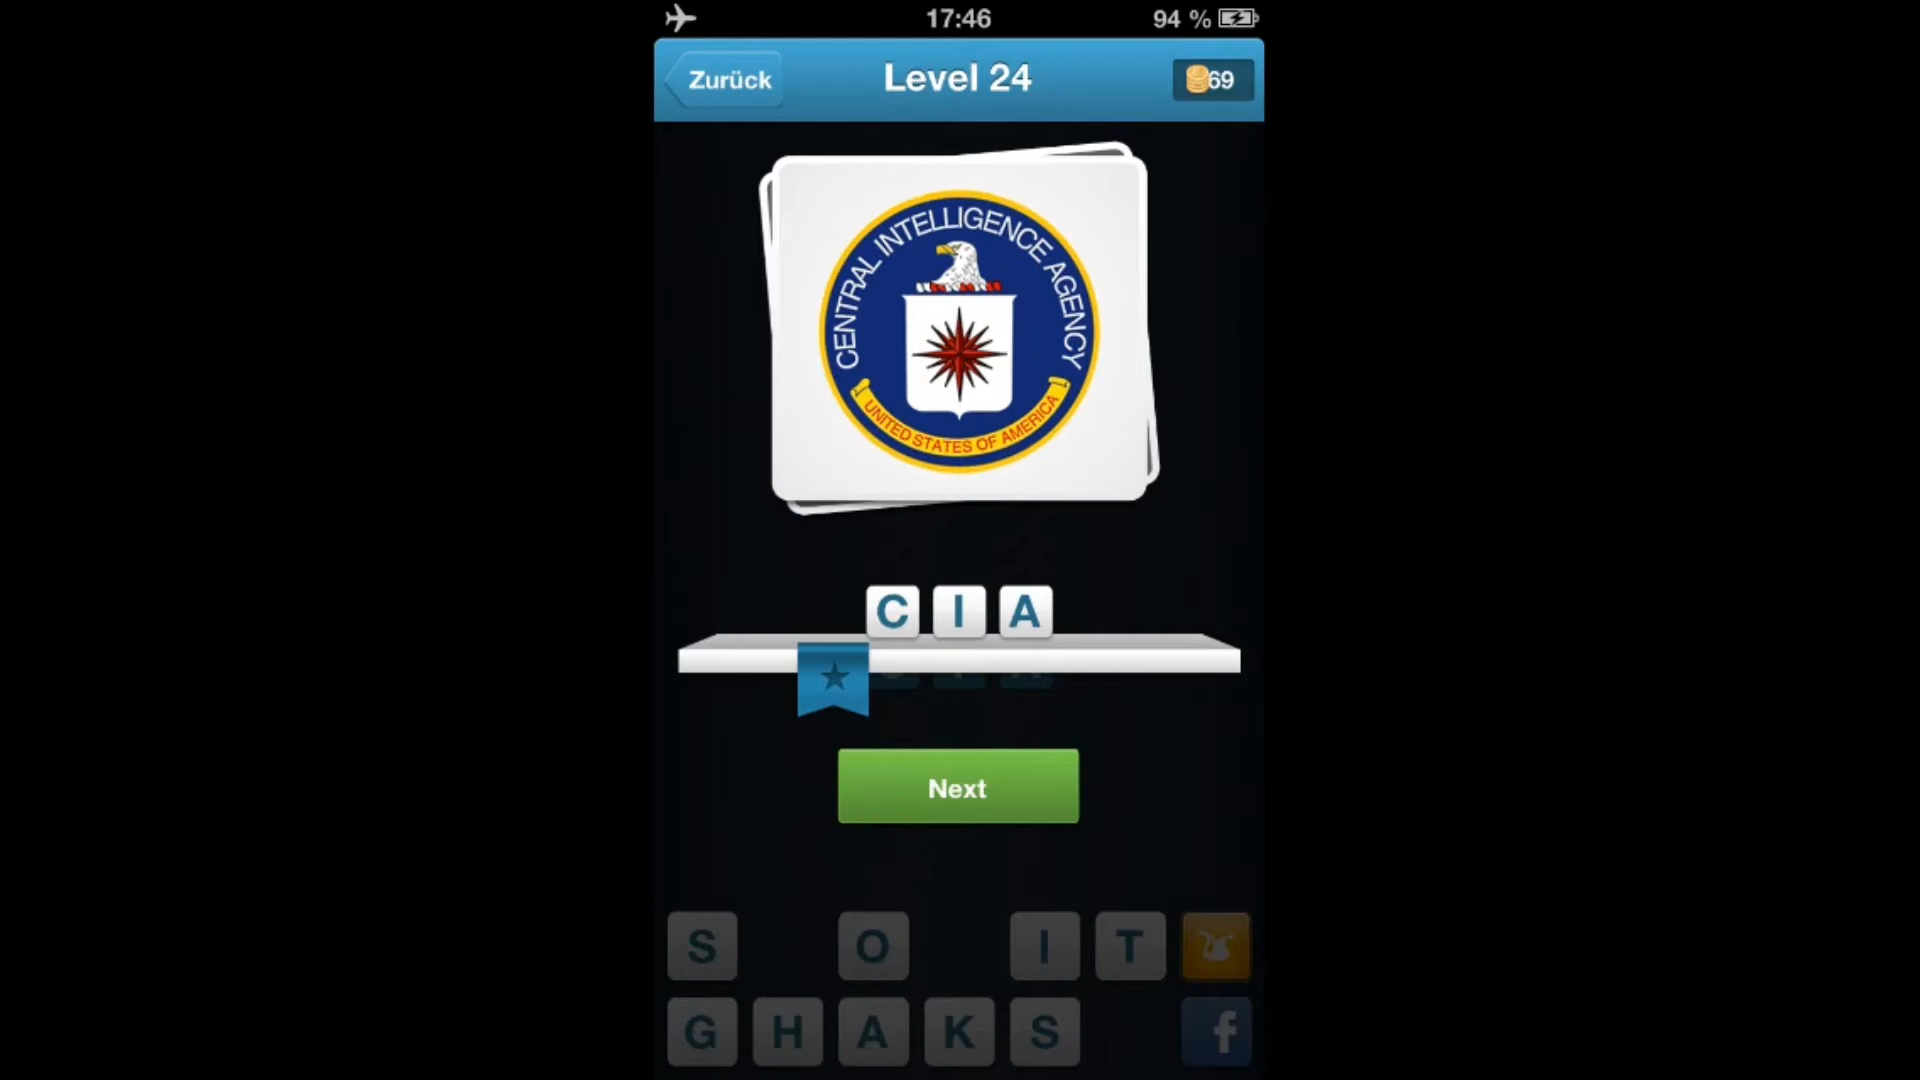 17:46 94 %
Zurück Level 24 69
CENTRAL INTELLIGENCE AGENCY
UNITED STATES OF AMERICA
C I A
Next
S O I T
G H A K S f